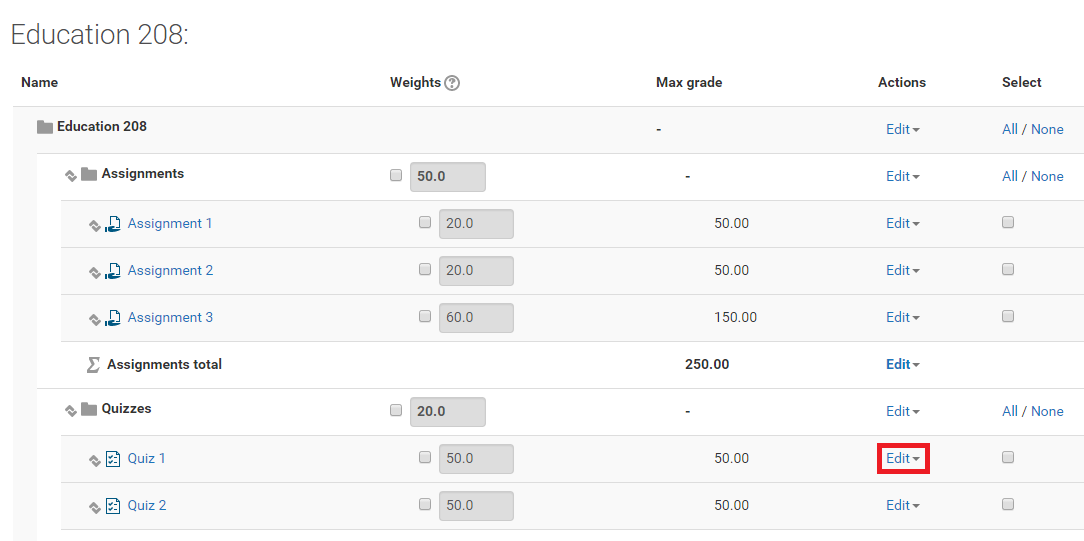 Education 208:
Name Weights ? Max grade Actions Select
Education 208 - Edit All / None
Assignments 50.0 - Edit All / None
Assignment 1 20.0 50.00 Edit
Assignment 2 20.0 50.00 Edit
Assignment 3 60.0 150.00 Edit
Σ Assignments total 250.00 Edit
Quizzes 20.0 - Edit All / None
Quiz 1 50.0 50.00 Edit
Quiz 2 50.0 50.00 Edit